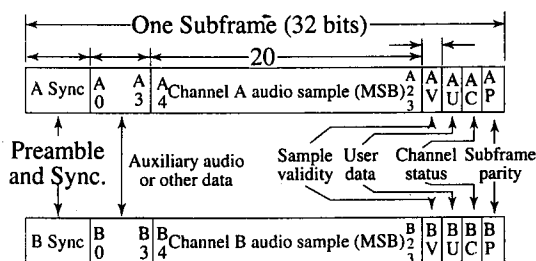 One Subframe (32 bits)
20
A Sync A 0 A 3 A 4 Channel A audio sample (MSB) A 23 A V A U A C A P
Preamble and Sync.
Auxiliary audio or other data
Sample validity
User data
Channel status
Subframe parity
B Sync B 0 B 3 B 4 Channel B audio sample (MSB) B 23 B V B U B C B P